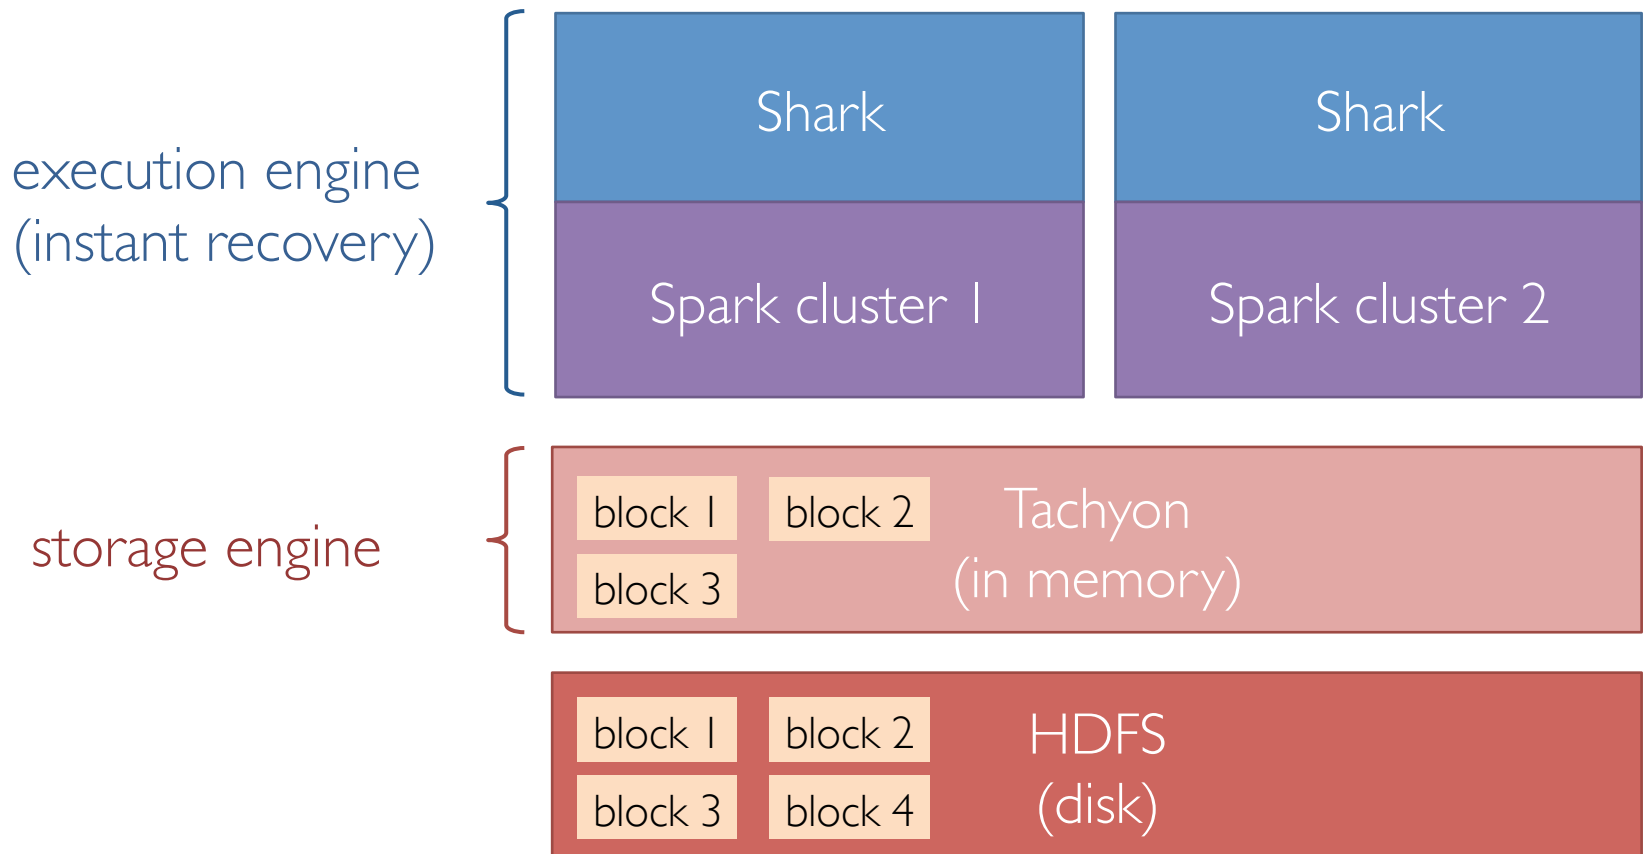 execution engine
(instant recovery)
Shark
Shark
Spark cluster 1
Spark cluster 2
storage engine
block 1
block 2
block 3
Tachyon
(in memory)
block 1
block 2
block 3
block 4
HDFS
(disk)